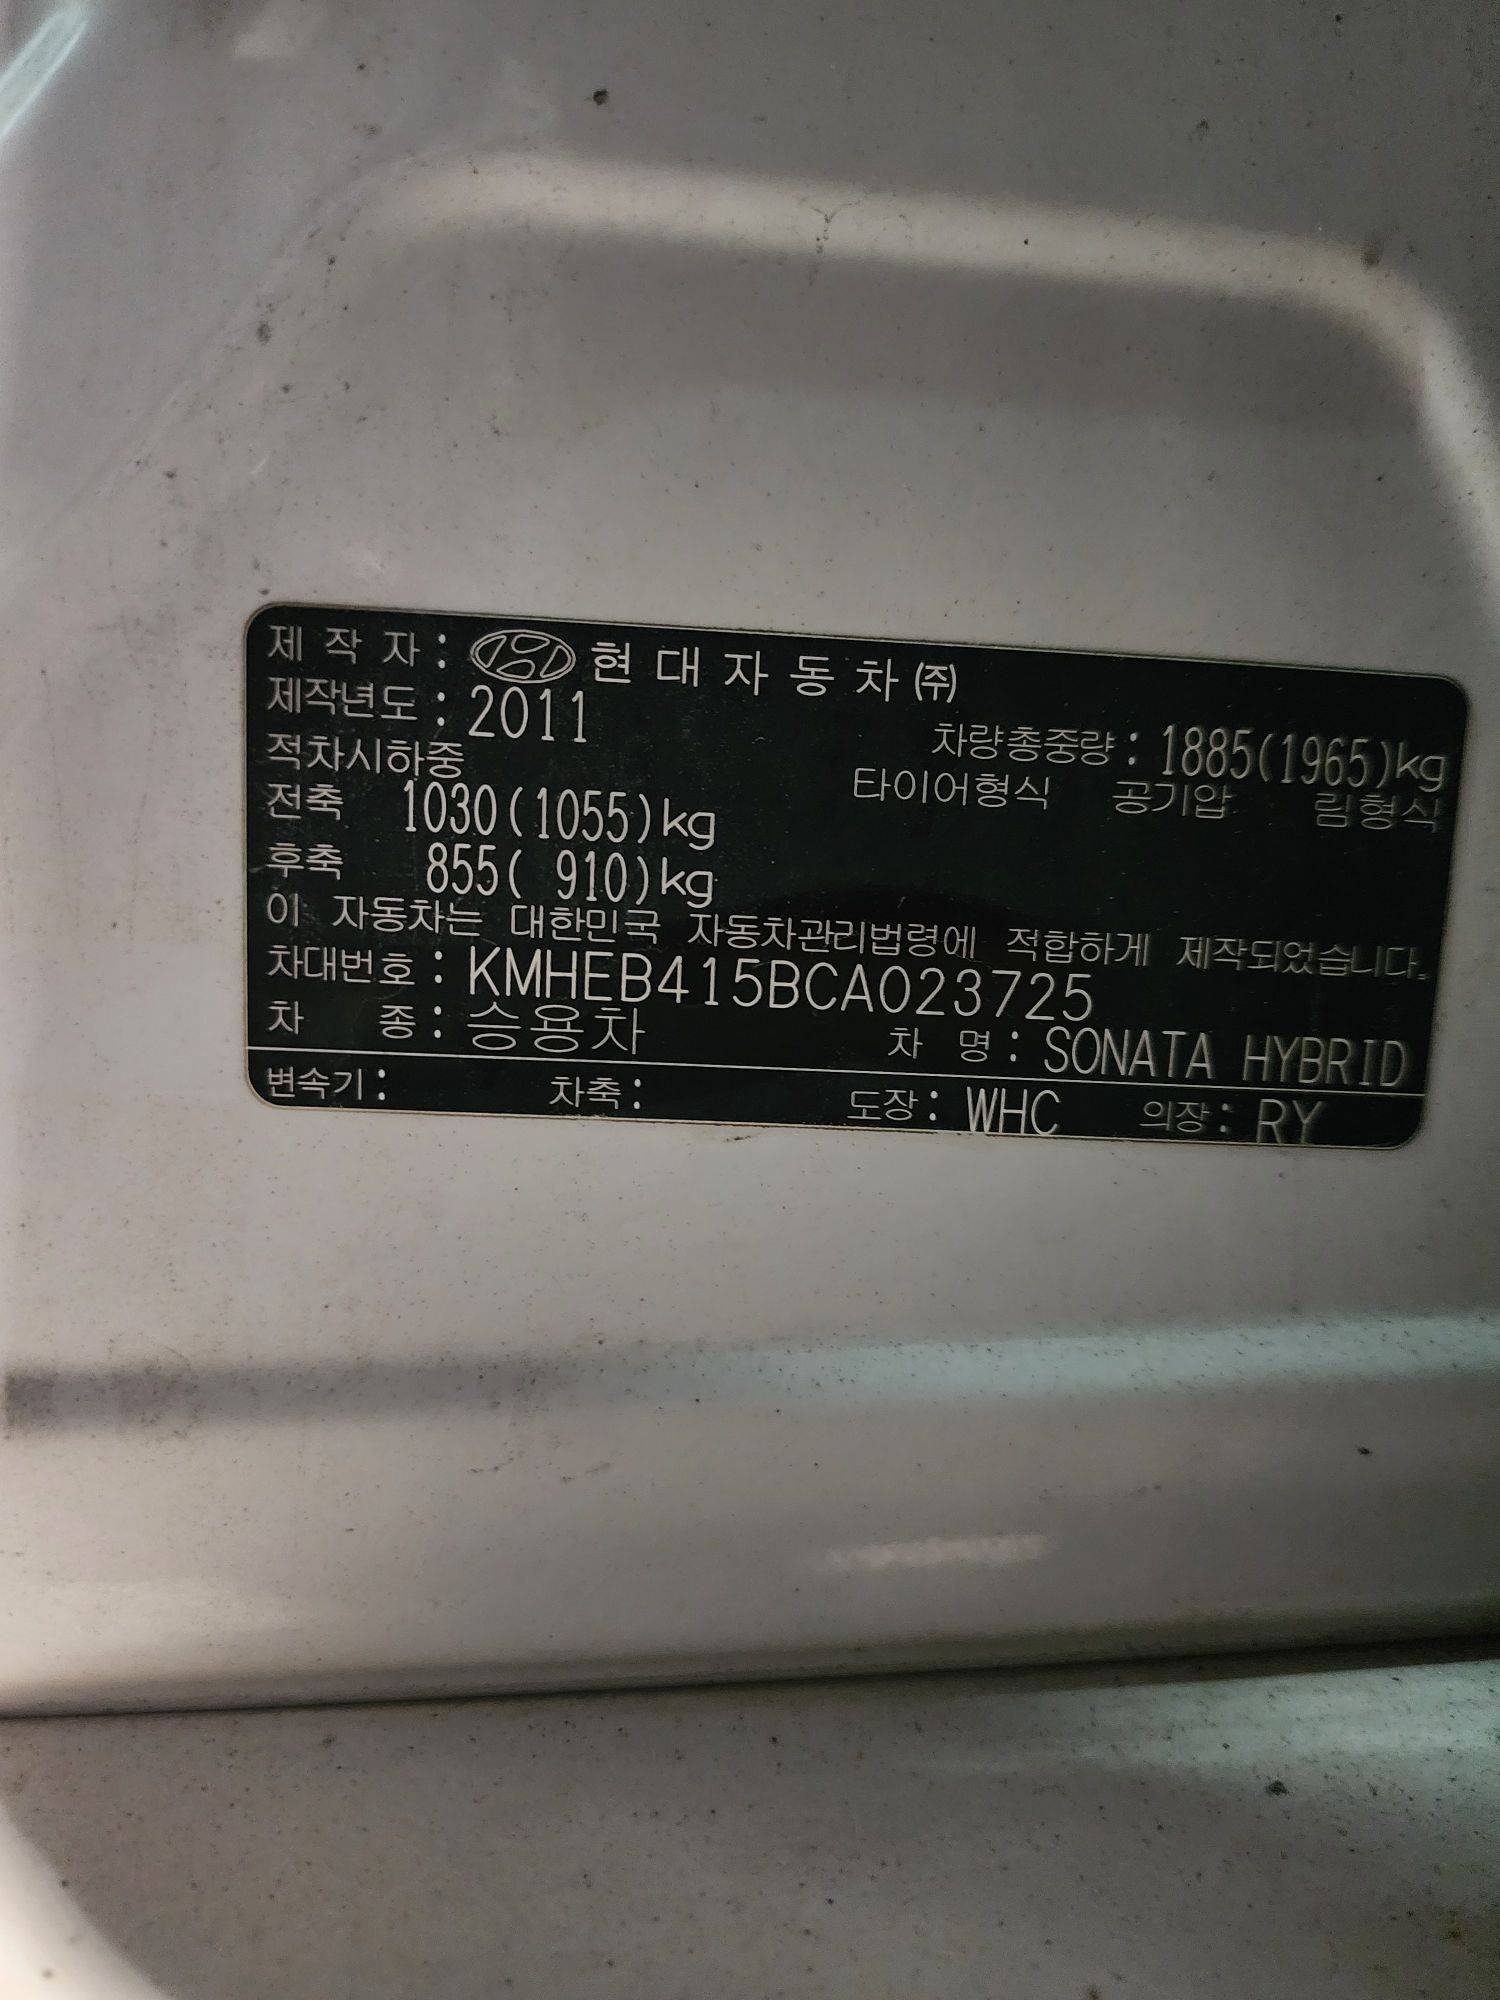 제 작 자 : 현 대 자 동 차 ㈜
제작년도 : 2011
차량총중량 : 1885(1965)kg
적차시하중
타이어형식 공기압 림형식
전축 1030(1055)kg
후축 855( 910)kg
이 자동차는 대한민국 자동차관리법령에 적합하게 제작되었습니다.
차대번호 : KMHEB415BCA023725
차 종 : 승용차 차 명 : SONATA HYBRID
변속기 : 차축 : 도장 : WHC 의장 : RY